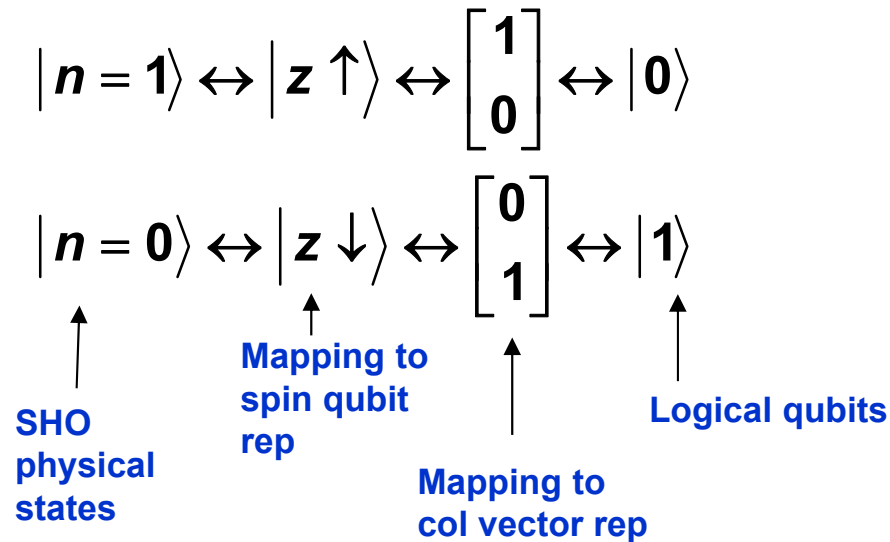 |n = 1⟩ ↔ |z ↑⟩ ↔ [1 0] ↔ |0⟩
|n = 0⟩ ↔ |z ↓⟩ ↔ [0 1] ↔ |1⟩
SHO
physical
states
Mapping to
spin qubit
rep
Mapping to
col vector rep
Logical qubits